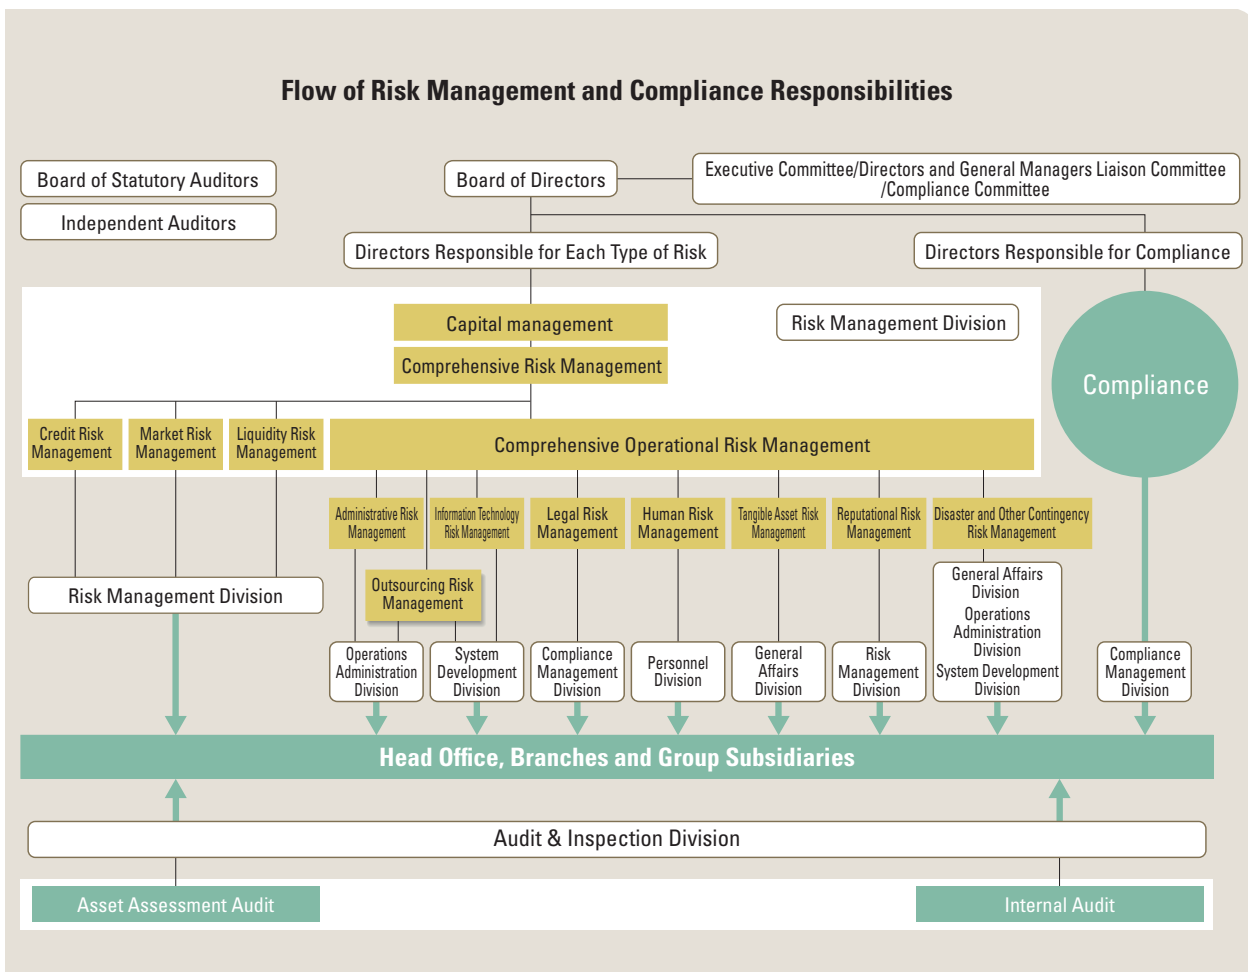 Flow of Risk Management and Compliance Responsibilities
Board of Statutory Auditors
Independent Auditors
Board of Directors
Executive Committee/Directors and General Managers Liaison Committee
/Compliance Committee
Directors Responsible for Each Type of Risk
Directors Responsible for Compliance
Capital management
Risk Management Division
Comprehensive Risk Management
Compliance
Credit Risk
Management
Market Risk
Management
Liquidity Risk
Management
Comprehensive Operational Risk Management
Administrative Risk
Management
Information Technology
Risk Management
Legal Risk
Management
Human Risk
Management
Tangible Asset Risk
Management
Reputational Risk
Management
Disaster and Other Contingency
Risk Management
Outsourcing Risk
Management
Risk Management Division
Operations
Administration
Division
System
Development
Division
Compliance
Management
Division
Personnel
Division
General
Affairs
Division
Risk
Management
Division
General Affairs
Division
Operations
Administration
Division
System Development
Division
Compliance
Management
Division
Head Office, Branches and Group Subsidiaries
Audit & Inspection Division
Asset Assessment Audit
Internal Audit